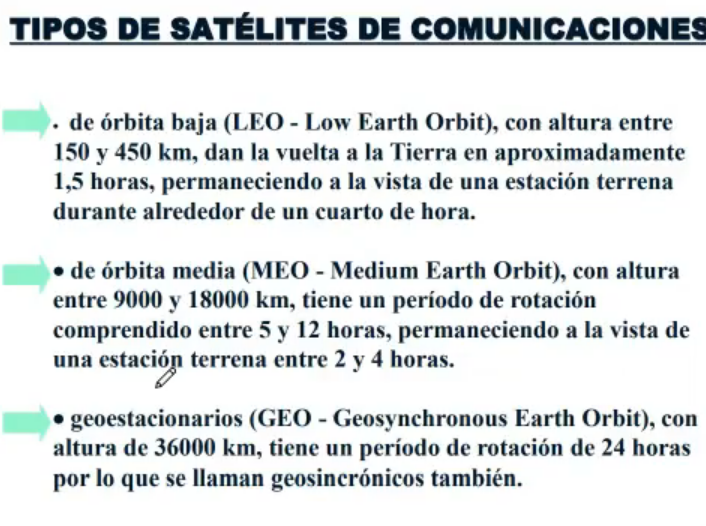 TIPOS DE SATÉLITES DE COMUNICACIONES
. de órbita baja (LEO - Low Earth Orbit), con altura entre
150 y 450 km, dan la vuelta a la Tierra en aproximadamente
1,5 horas, permaneciendo a la vista de una estación terrena
durante alrededor de un cuarto de hora.
• de órbita media (MEO - Medium Earth Orbit), con altura
entre 9000 y 18000 km, tiene un período de rotación
comprendido entre 5 y 12 horas, permaneciendo a la vista de
una estación terrena entre 2 y 4 horas.
• geoestacionarios (GEO - Geosynchronous Earth Orbit), con
altura de 36000 km, tiene un período de rotación de 24 horas
por lo que se llaman geosincrónicos también.